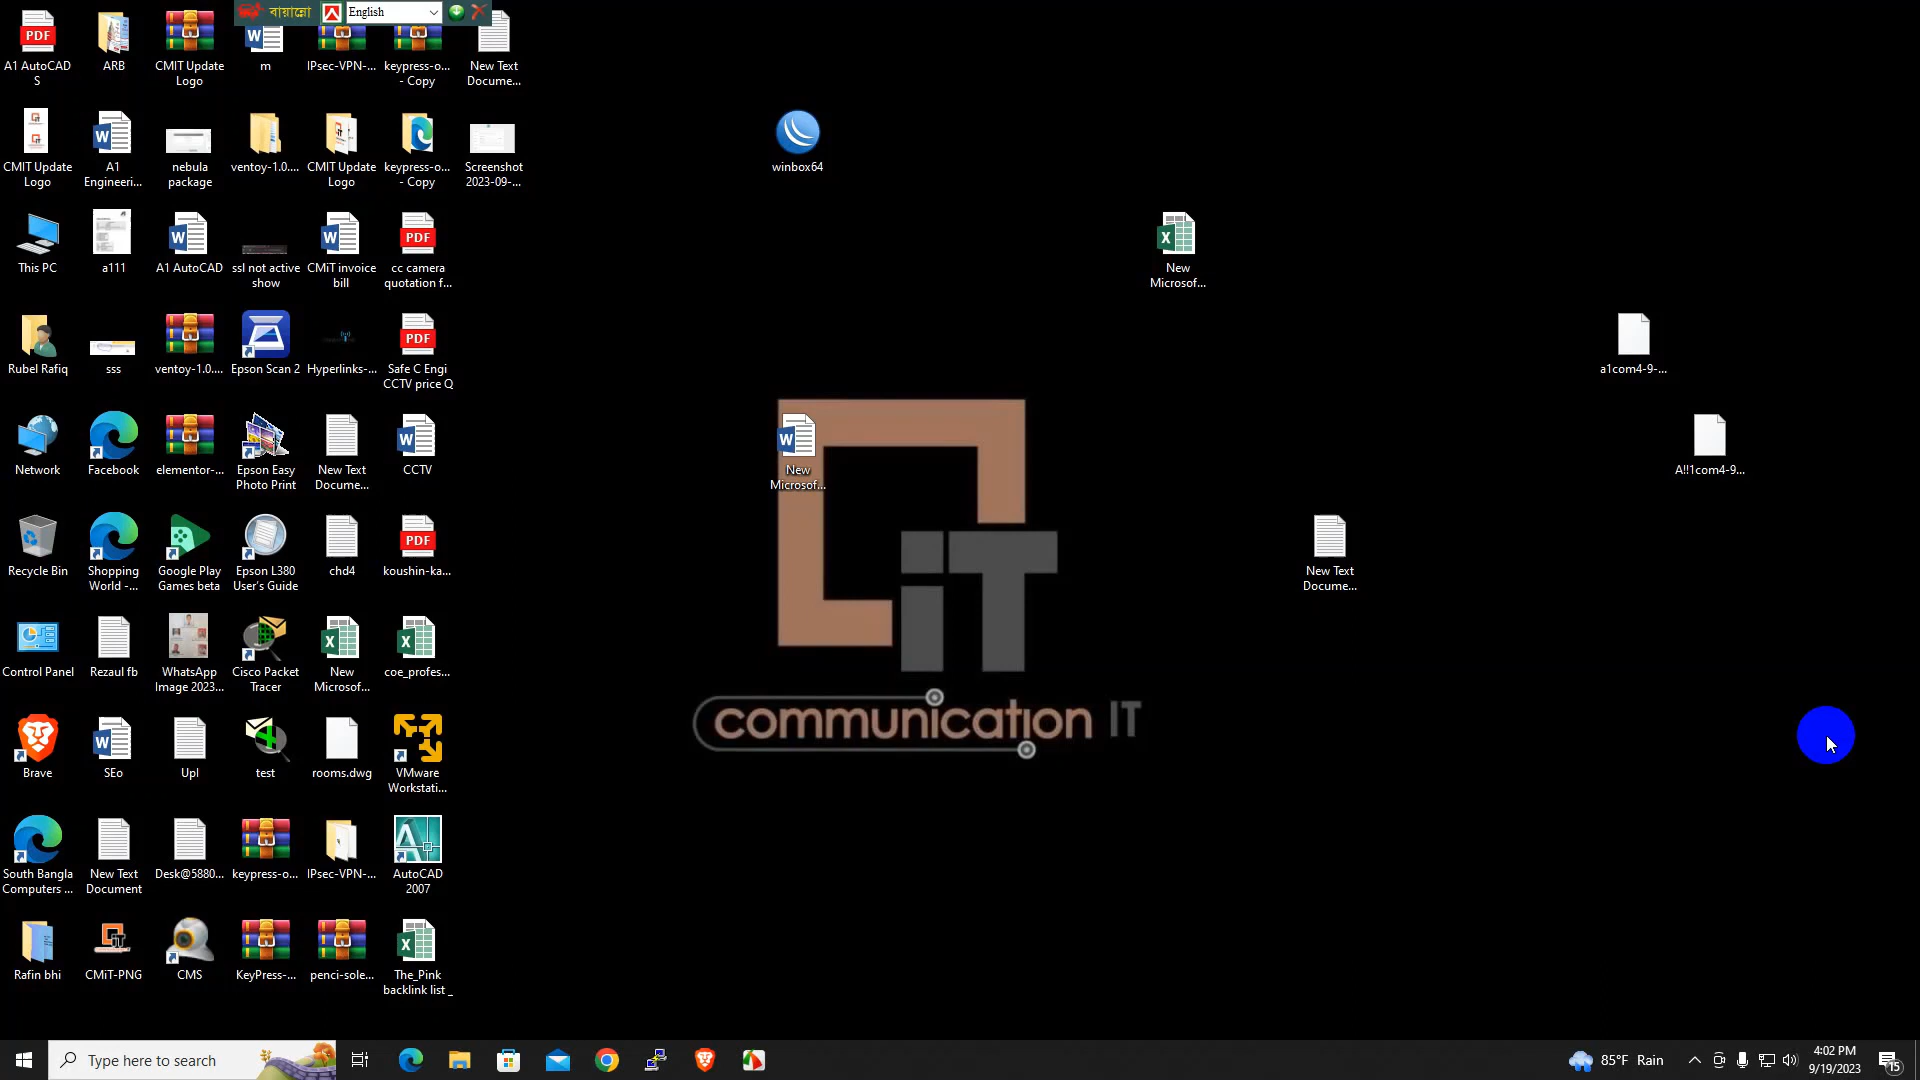 বায়ান্নো
English
A1 AutoCAD
S
ARB
CMIT Update
Logo
m
IPsec-VPN-...
keypress-o...
- Copy
New Text
Docume...
CMIT Update
Logo
A1
Engineeri...
nebula
package
ventoy-1.0....
CMIT Update
Logo
keypress-o...
- Copy
Screenshot
2023-09-...
winbox64
This PC
a111
A1 AutoCAD
ssl not active
show
CMiT invoice
bill
cc camera
quotation f...
New
Microsof...
Rubel Rafiq
sss
ventoy-1.0....
Epson Scan 2
Hyperlinks-...
Safe C Engi
CCTV price Q
a1com4-9-...
Network
Facebook
elementor-...
Epson Easy
Photo Print
New Text
Docume...
CCTV
New
Microsof...
A!!1com4-9...
Recycle Bin
Shopping
World -...
Google Play
Games beta
Epson L380
User's Guide
chd4
koushin-ka...
New Text
Docume...
Control Panel
Rezaul fb
WhatsApp
Image 2023...
Cisco Packet
Tracer
New
Microsof...
coe_profes...
iT
communication IT
Brave
SEo
Upl
test
rooms.dwg
VMware
Workstati...
South Bangla
Computers ...
New Text
Document
Desk@5880...
keypress-o...
IPsec-VPN-...
AutoCAD
2007
Rafin bhi
CMiT-PNG
CMS
KeyPress-...
penci-sole...
The_Pink
backlink list _
Type here to search
85°F Rain
4:02 PM
9/19/2023
15